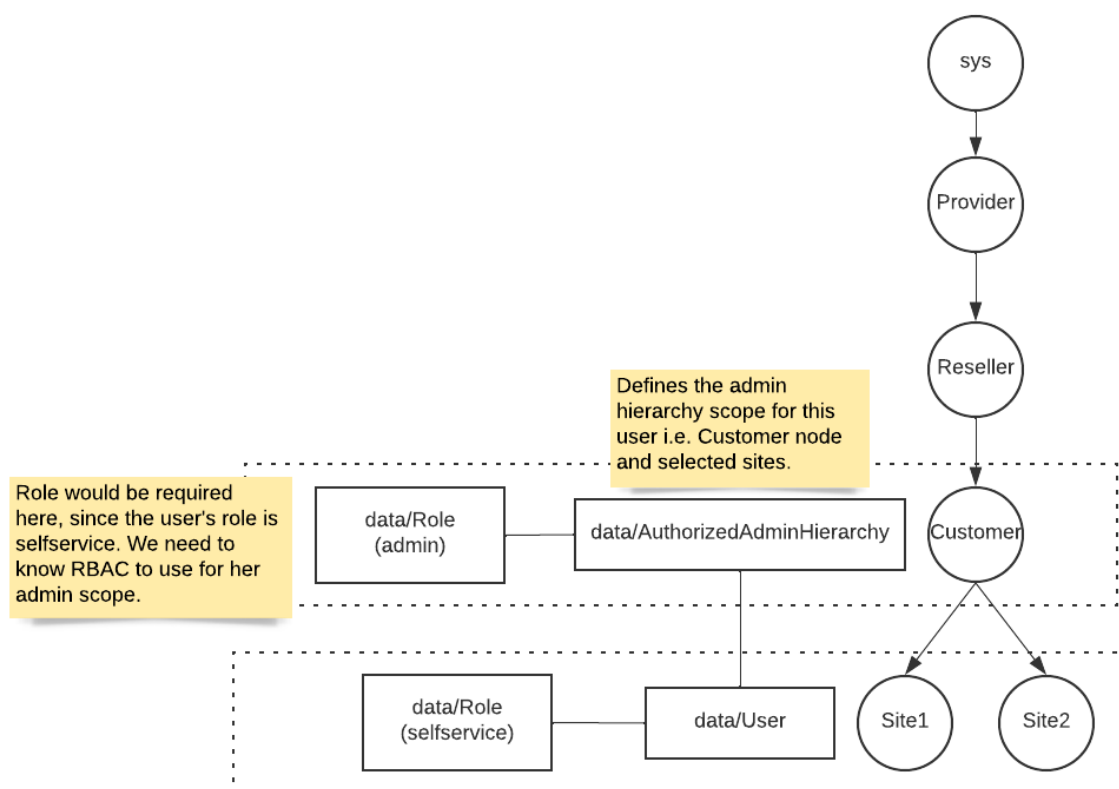 sys
Provider
Reseller
Defines the admin
hierarchy scope for this
user i.e. Customer node
and selected sites.
Role would be required
here, since the user's role is
selfservice. We need to
know RBAC to use for her
admin scope.
data/Role
(admin)
data/AuthorizedAdminHierarchy
Customer
data/Role
(selfservice)
data/User
Site1
Site2